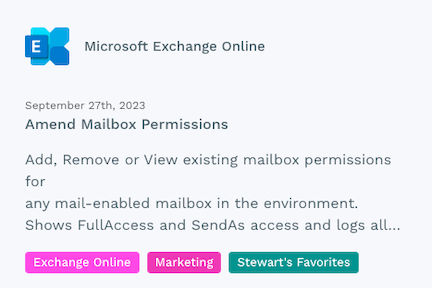 E
Microsoft Exchange Online
September 27th, 2023
Amend Mailbox Permissions
Add, Remove or View existing mailbox permissions
for
any mail-enabled mailbox in the environment.
Shows FullAccess and SendAs access and logs all...
Exchange Online
Marketing
Stewart's Favorites